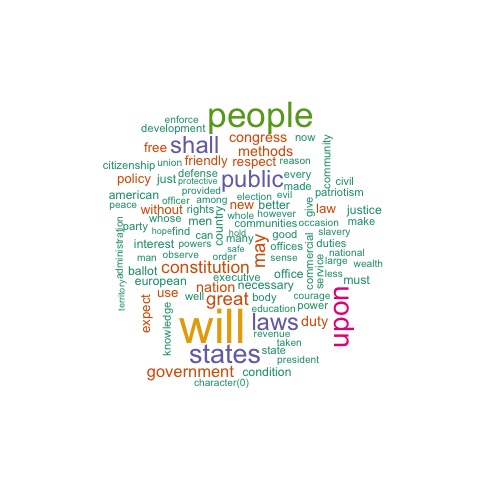 people
enforce
development
now
free
shall
congress
methods
community
citizenship
union
friendly
respect
reason
policy
just
defense
protective
public
every
civil
american
provided
made
patriotism
peace
officer
among
election
evil
without
rights
new
better
give
law
justice
whose
men
country
whole
however
occasion
make
party
communities
hope
find
can
hold
good
slavery
administration
interest
powers
many
may
offices
commercial
duties
safe
man
observe
order
sense
national
large
wealth
ballot
constitution
executive
office
service
less
european
nation
necessary
must
territory
expect
use
well
great
body
courage
education
power
upon
knowledge
will
laws
duty
revenue
taken
states
state
president
government
condition
character(0)